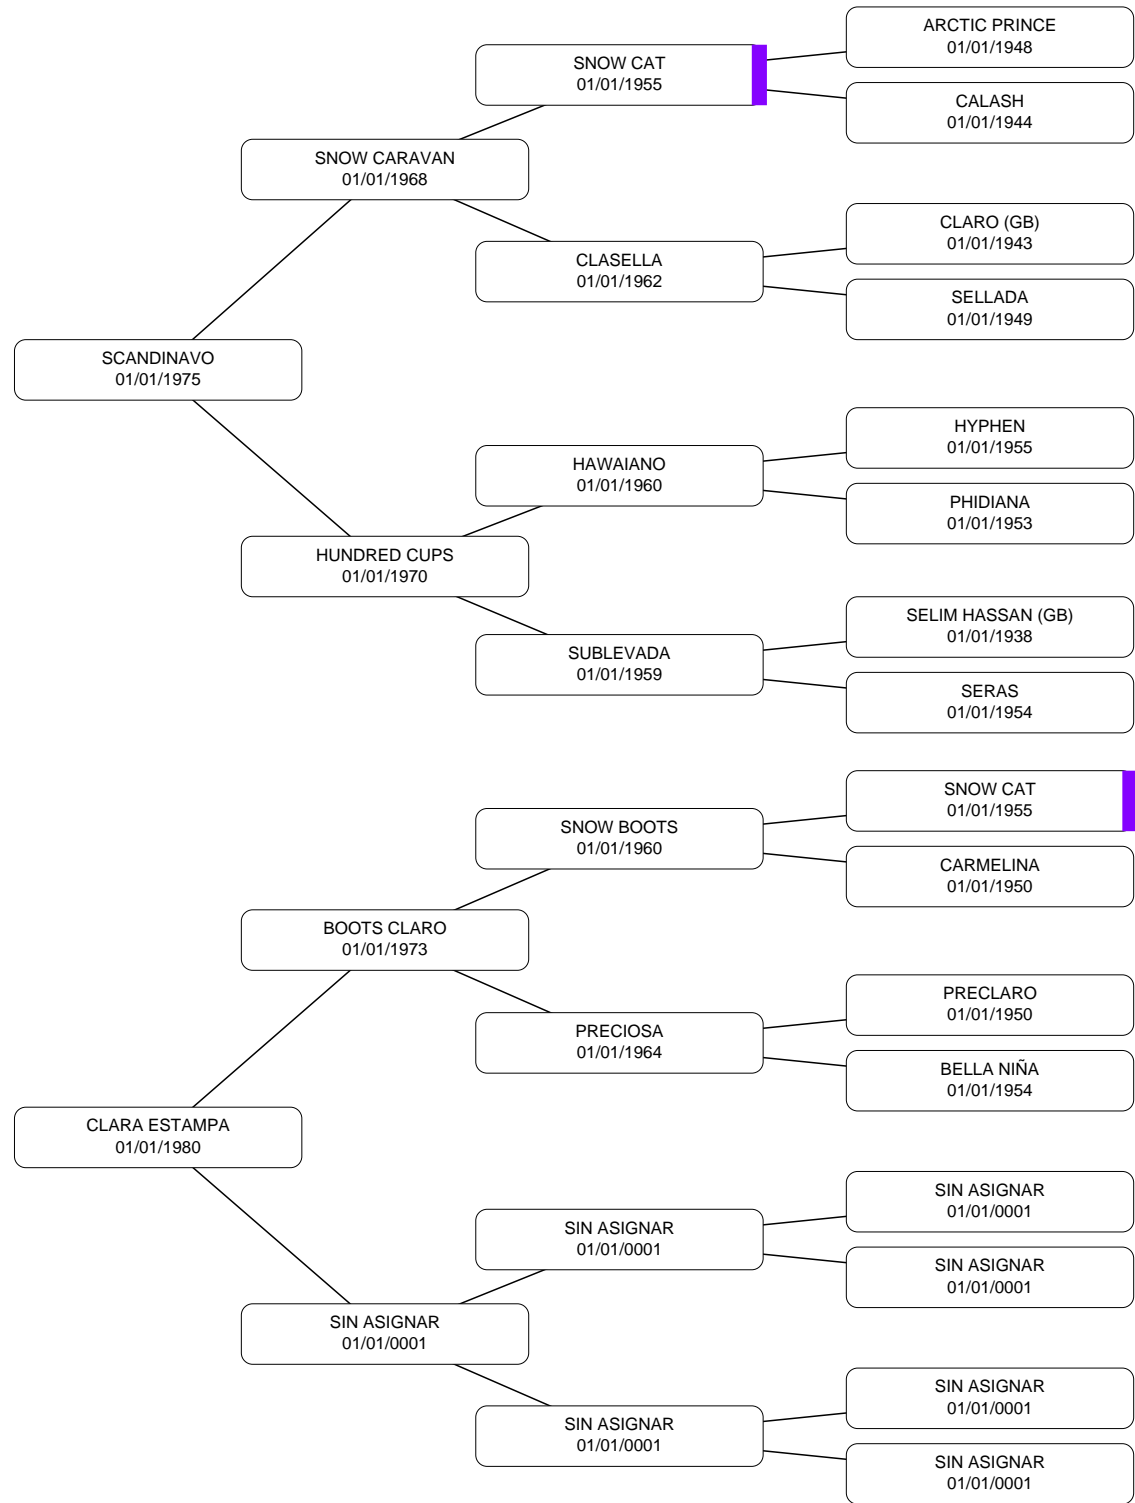 ARCTIC PRINCE
01/01/1948
SNOW CAT
01/01/1955
CALASH
01/01/1944
SNOW CARAVAN
01/01/1968
CLARO (GB)
01/01/1943
CLASELLA
01/01/1962
SELLADA
01/01/1949
SCANDINAVO
01/01/1975
HYPHEN
01/01/1955
HAWAIANO
01/01/1960
PHIDIANA
01/01/1953
HUNDRED CUPS
01/01/1970
SELIM HASSAN (GB)
01/01/1938
SUBLEVADA
01/01/1959
SERAS
01/01/1954
SNOW CAT
01/01/1955
SNOW BOOTS
01/01/1960
CARMELINA
01/01/1950
BOOTS CLARO
01/01/1973
PRECLARO
01/01/1950
PRECIOSA
01/01/1964
BELLA NIÑA
01/01/1954
CLARA ESTAMPA
01/01/1980
SIN ASIGNAR
01/01/0001
SIN ASIGNAR
01/01/0001
SIN ASIGNAR
01/01/0001
SIN ASIGNAR
01/01/0001
SIN ASIGNAR
01/01/0001
SIN ASIGNAR
01/01/0001
SIN ASIGNAR
01/01/0001